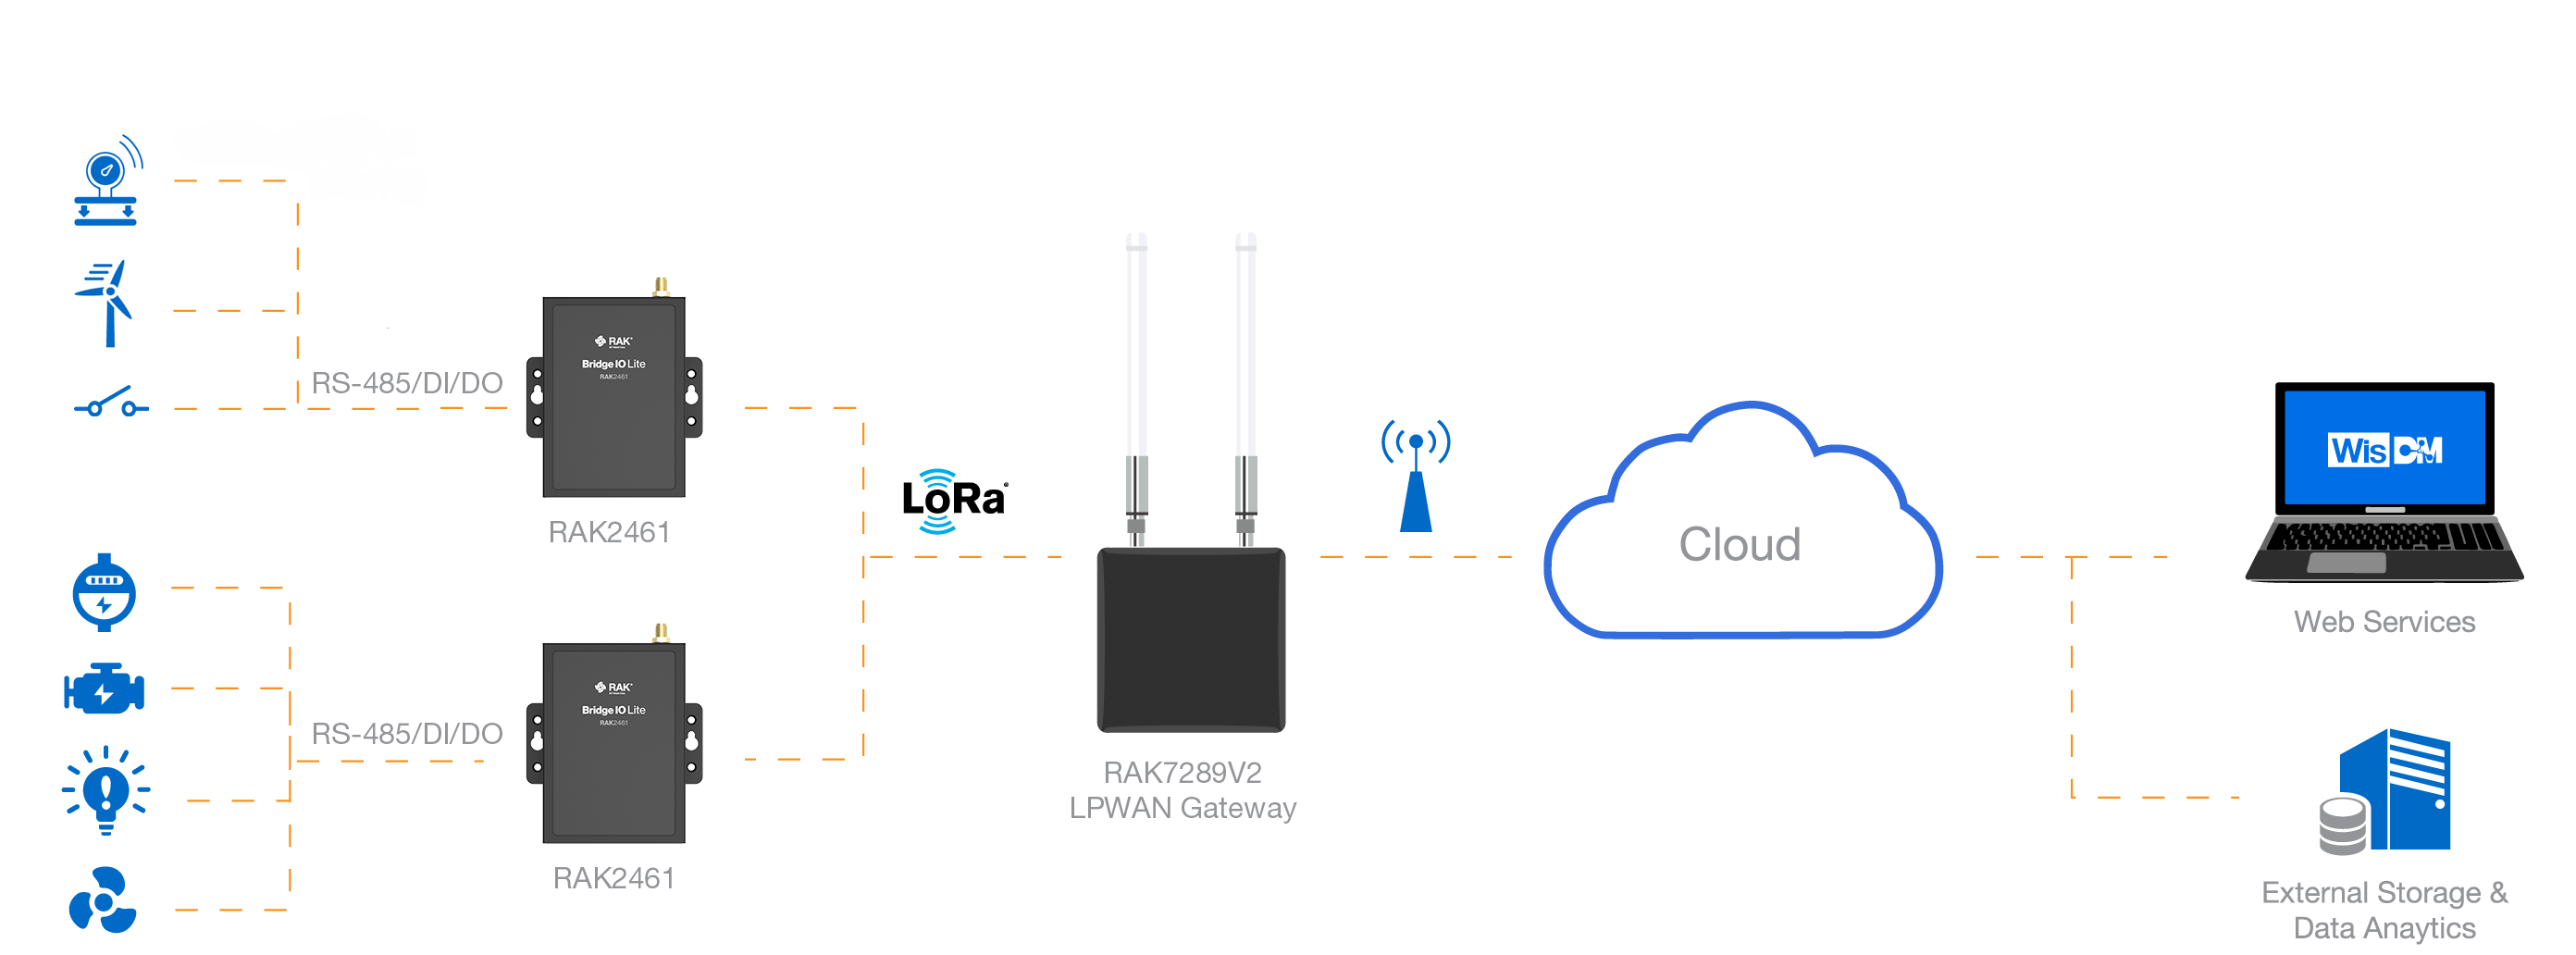 RS-485/DI/DO
RAK
Bridge IO Lite
RAK2461
RAK2461
RS-485/DI/DO
RAK
Bridge IO Lite
RAK2461
RAK2461
LoRa
RAK7289V2
LPWAN Gateway
Cloud
WisDM
Web Services
External Storage &
Data Anaytics